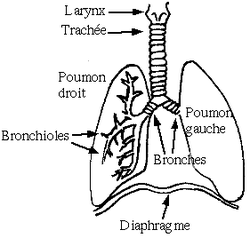 Larynx
Trachée
Poumon
droit
Poumon
gauche
Bronchioles
Bronches
Diaphragme